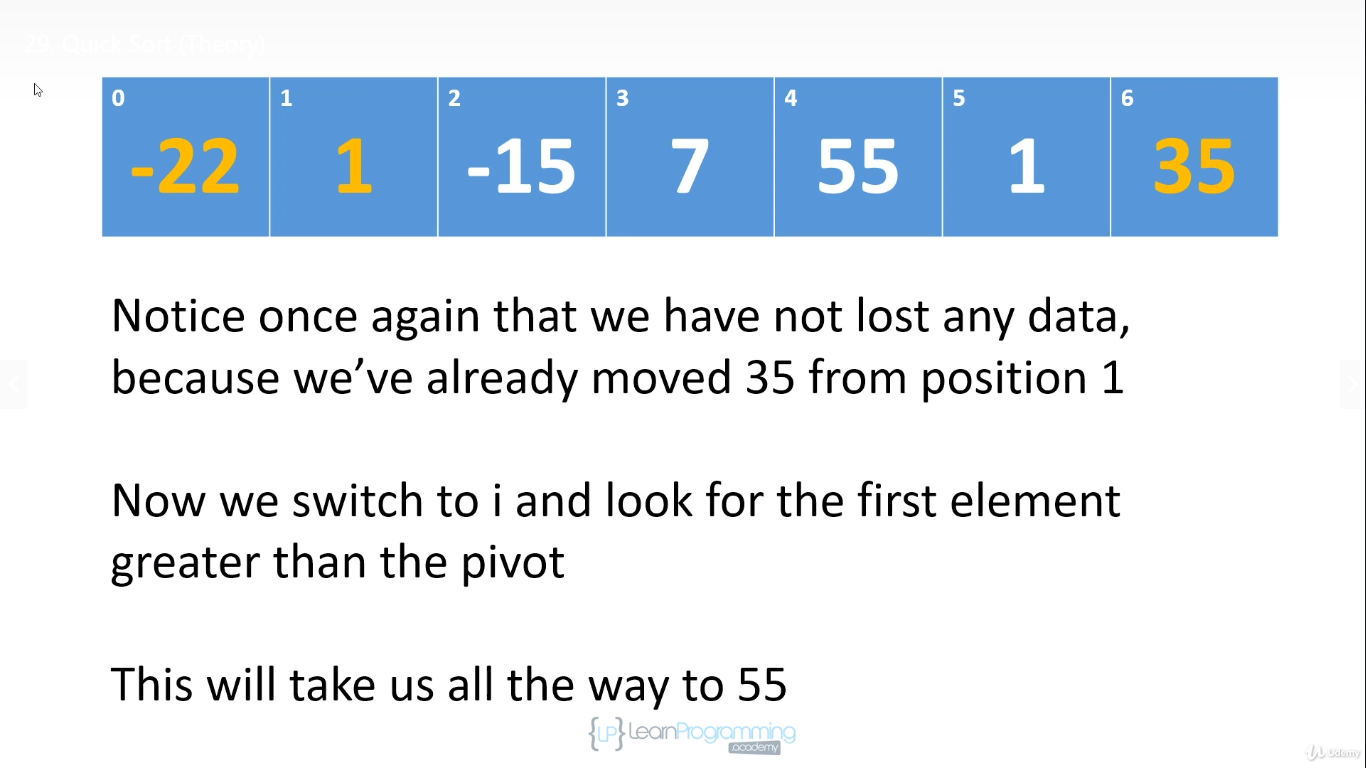 29. Quick Sort (Theory)
0 1 2 3 4 5 6
-22 1 -15 7 55 1 35
Notice once again that we have not lost any data,
because we’ve already moved 35 from position 1
Now we switch to i and look for the first element
greater than the pivot
This will take us all the way to 55
{LP} LearnProgramming
.academy
Udemy